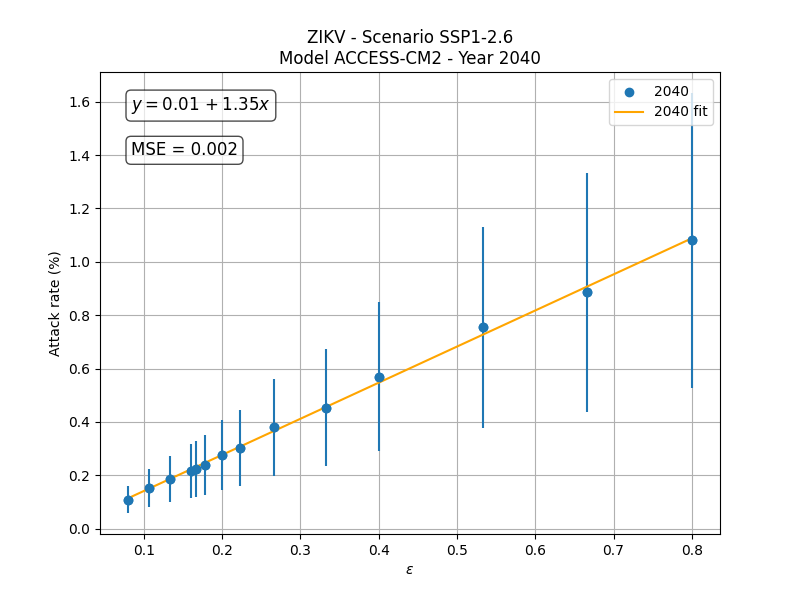 ZIKV - Scenario SSP1-2.6
Model ACCESS-CM2 - Year 2040
y = 0.01 + 1.35x
MSE = 0.002
2040
2040 fit
Attack rate (%)
1.6
1.4
1.2
1.0
0.8
0.6
0.4
0.2
0.0
0.1 0.2 0.3 0.4 0.5 0.6 0.7 0.8
ε